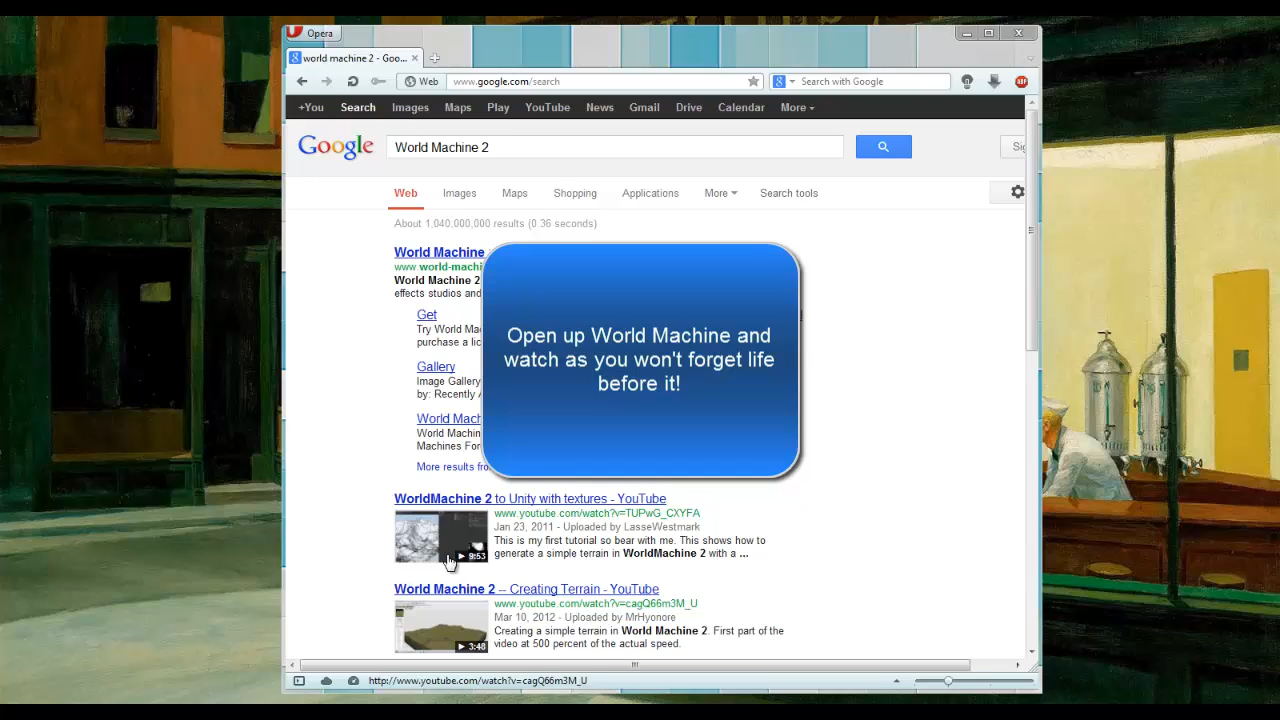 Opera
world machine 2 - Goo...
Web
www.google.com/search
Search with Google
+You Search Images Maps Play YouTube News Gmail Drive Calendar More
Google
World Machine 2
Web Images Maps Shopping Applications More Search tools
About 1,040,000,000 results (0.36 seconds)
World Machine
www.world-machi
World Machine 2
effects studios and
Get
Try World Mac
purchase a lic
Gallery
Image Gallery
by: Recently A
World Mach
World Machin
Machines For
More results fro
Open up World Machine and
watch as you won't forget life
before it!
WorldMachine 2 to Unity with textures - YouTube
www.youtube.com/watch?v=TUPwG_CXYFA
Jan 23, 2011 - Uploaded by LasseWestmark
This is my first tutorial so bear with me. This shows how to
generate a simple terrain in WorldMachine 2 with a ...
9:53
World Machine 2 -- Creating Terrain - YouTube
www.youtube.com/watch?v=cagQ66m3M_U
Mar 10, 2012 - Uploaded by MrHyonore
Creating a simple terrain in World Machine 2. First part of the
video at 500 percent of the actual speed.
3:48
http://www.youtube.com/watch?v=cagQ66m3M_U